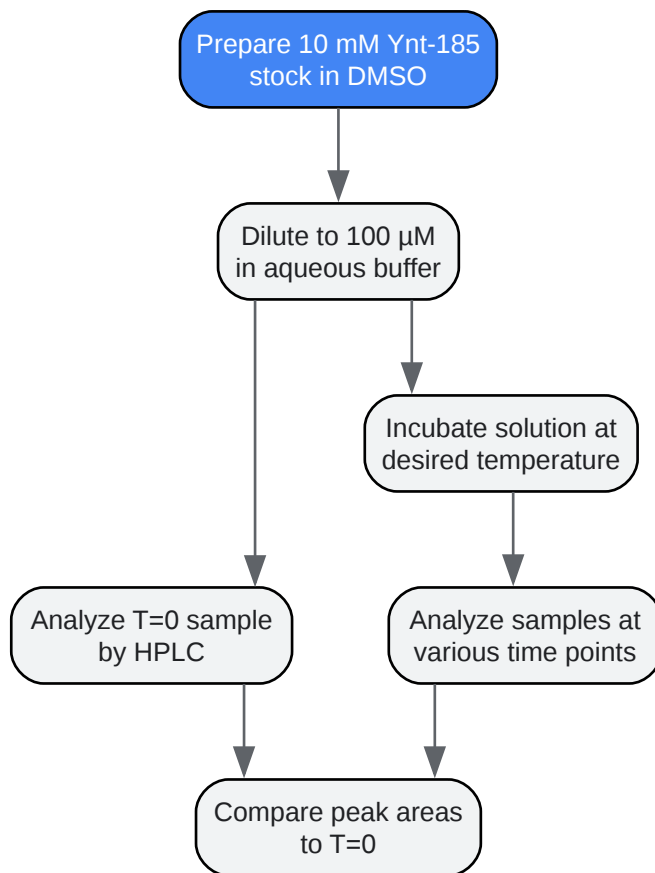 Prepare 10 mM Ynt-185
stock in DMSO
Dilute to 100 µM
in aqueous buffer
Incubate solution at
desired temperature
Analyze T=0 sample
by HPLC
Analyze samples at
various time points
Compare peak areas
to T=0